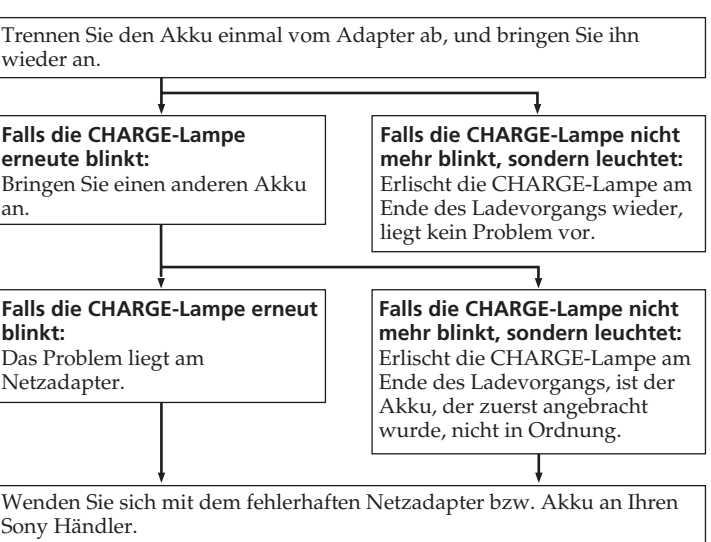 Trennen Sie den Akku einmal vom Adapter ab, und bringen Sie ihn
wieder an.
Falls die CHARGE-Lampe
erneute blinkt:
Bringen Sie einen anderen Akku
an.
Falls die CHARGE-Lampe nicht
mehr blinkt, sondern leuchtet:
Erlischt die CHARGE-Lampe am
Ende des Ladevorgangs wieder,
liegt kein Problem vor.
Falls die CHARGE-Lampe erneut
blinkt:
Das Problem liegt am
Netzadapter.
Falls die CHARGE-Lampe nicht
mehr blinkt, sondern leuchtet:
Erlischt die CHARGE-Lampe am
Ende des Ladevorgangs, ist der
Akku, der zuerst angebracht
wurde, nicht in Ordnung.
Wenden Sie sich mit dem fehlerhaften Netzadapter bzw. Akku an Ihren
Sony Händler.